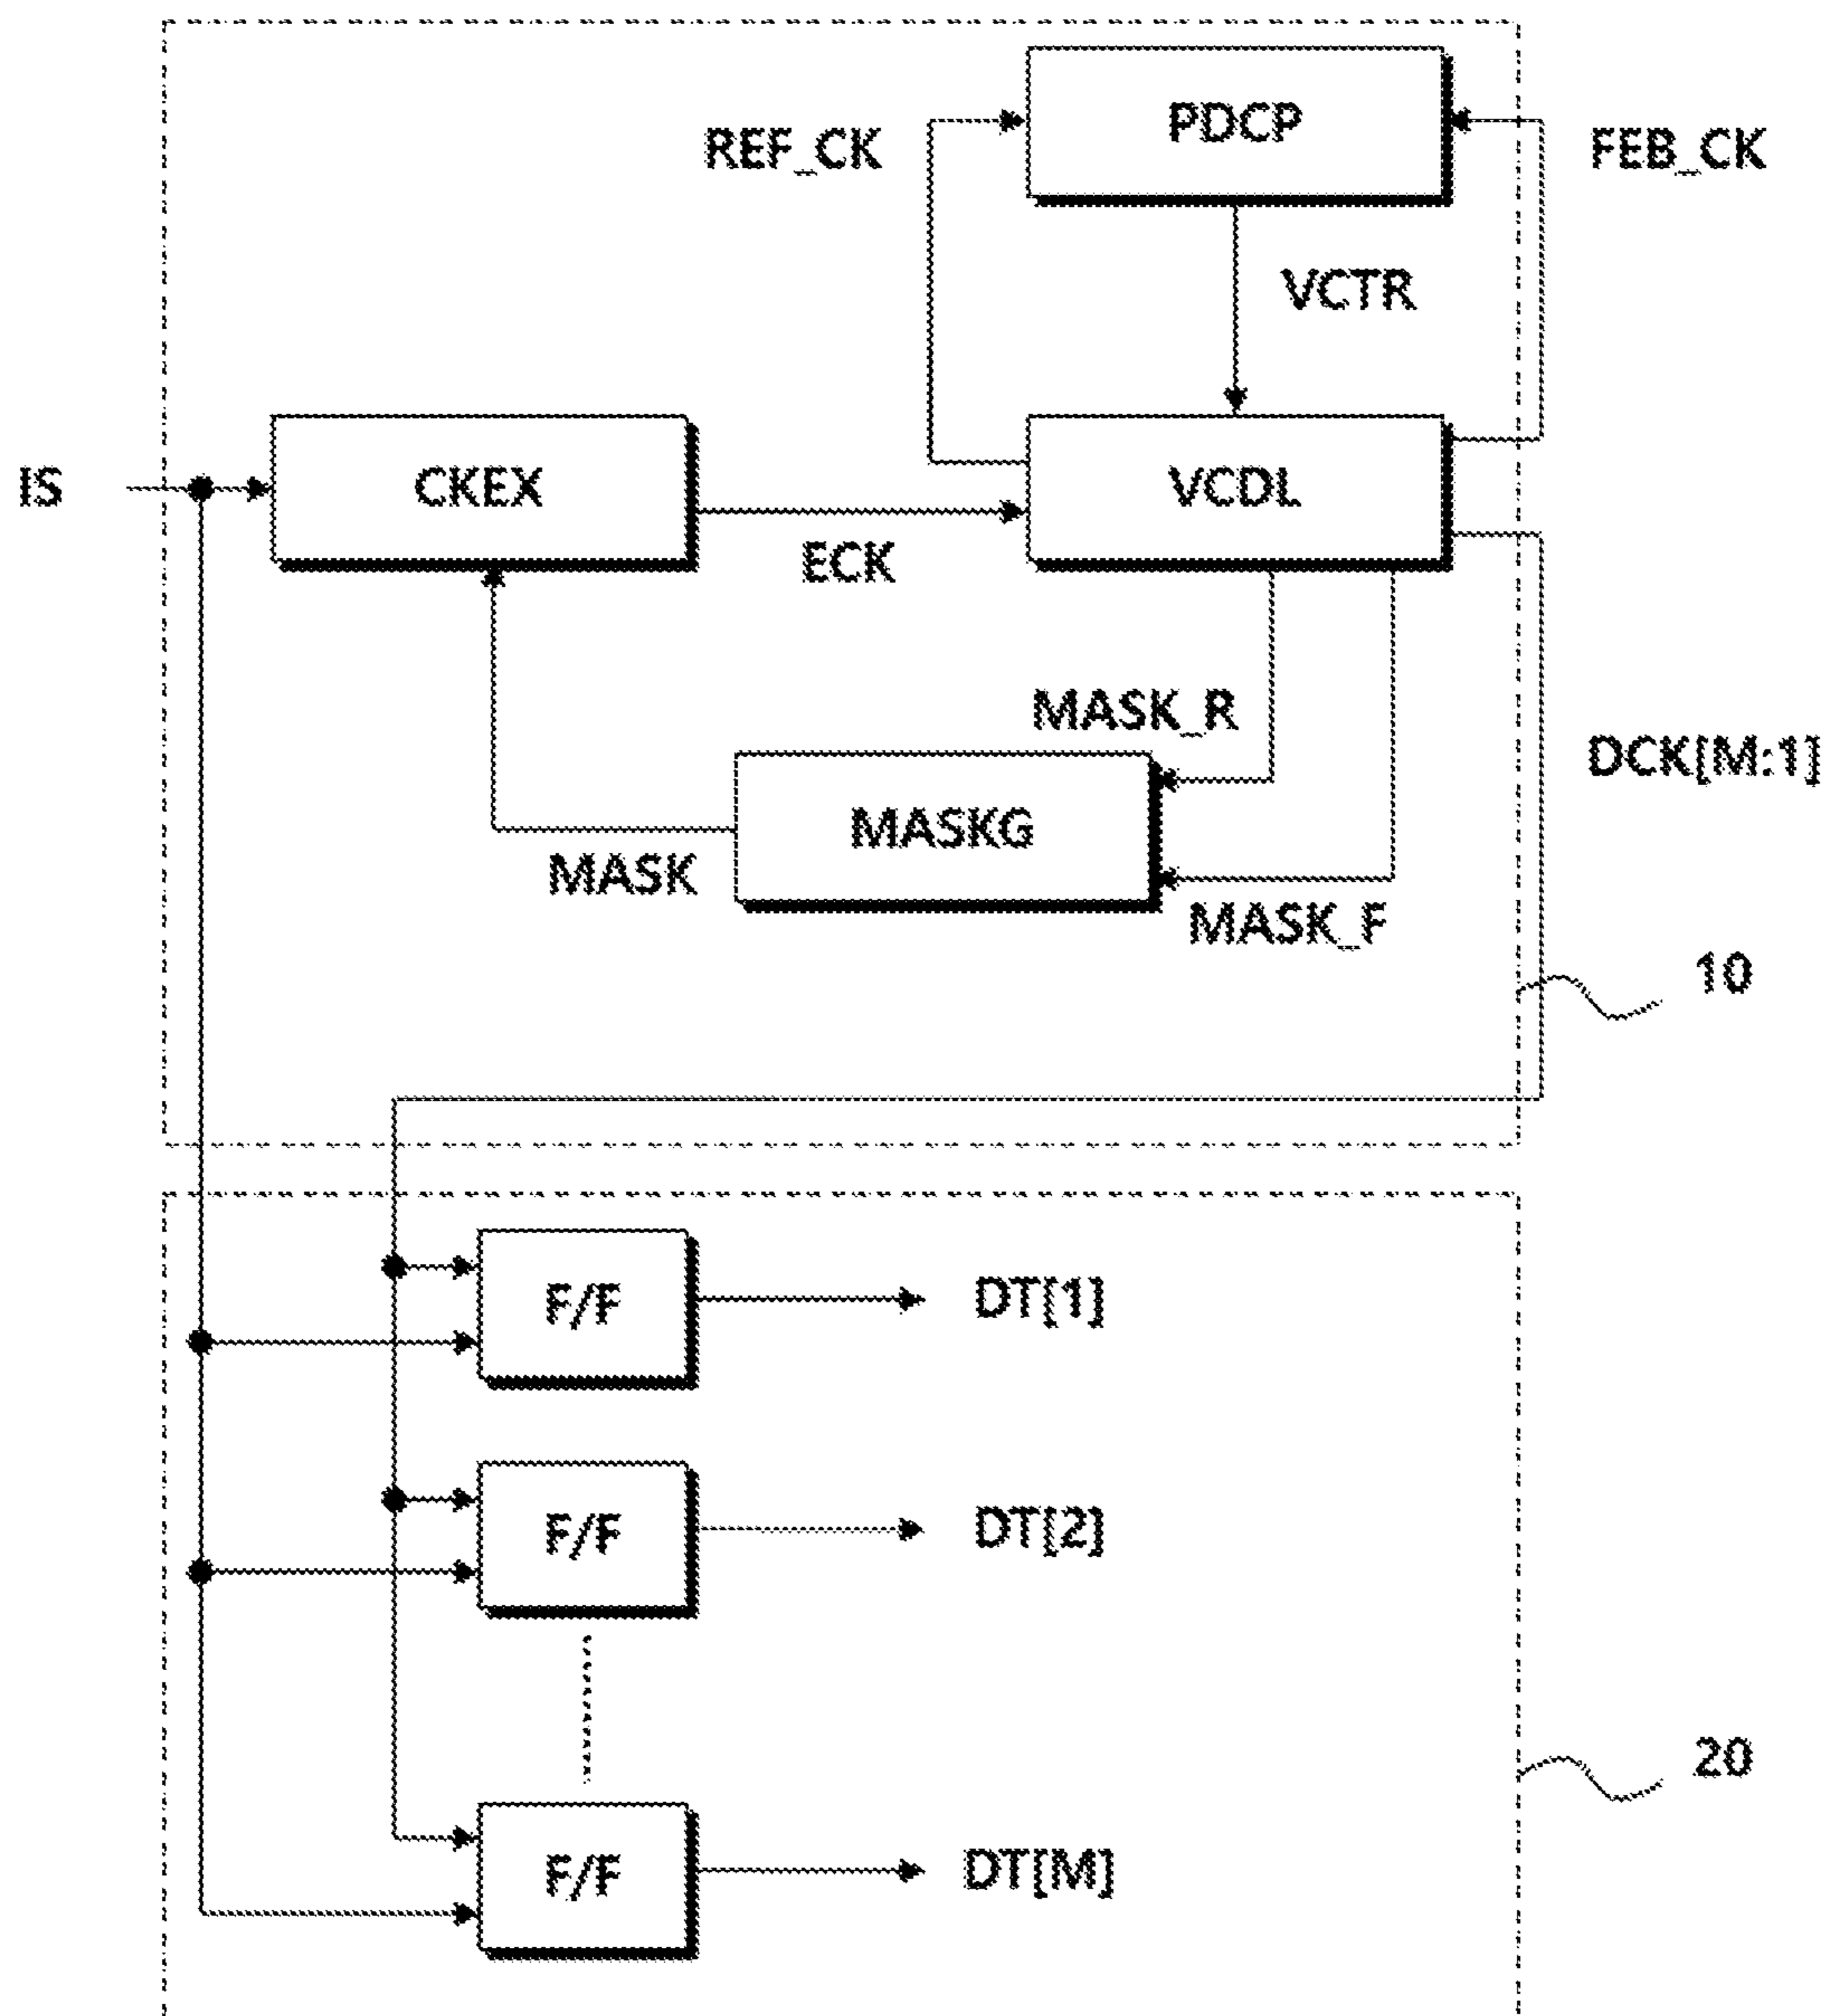 PDCP
REF_CK
FEB_CK
VCTR
IS
CKEX
VCDL
ECK
MASK_R
DCK[M:1]
MASKG
MASK
MASK_F
10
F/F
DT[1]
F/F
DT[2]
20
F/F
DT[M]